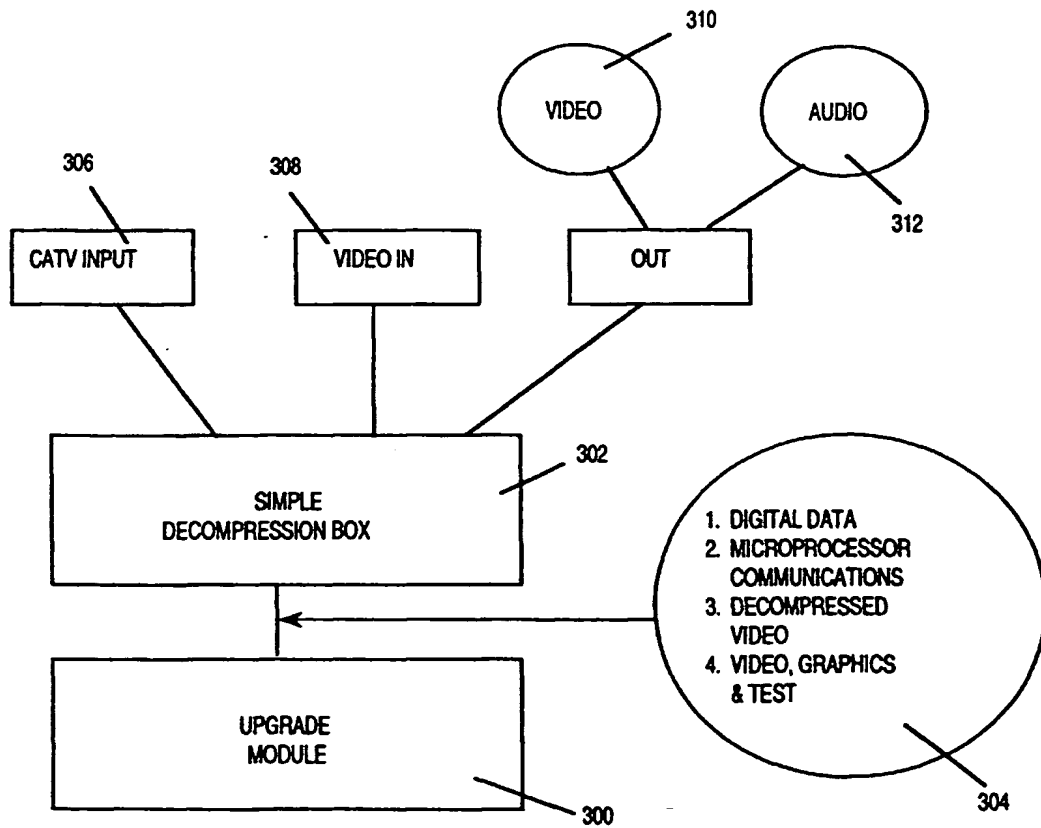 310
VIDEO
AUDIO
306
308
312
CATV INPUT
VIDEO IN
OUT
302
SIMPLE
DECOMPRESSION BOX
1. DIGITAL DATA
2. MICROPROCESSOR
COMMUNICATIONS
3. DECOMPRESSED
VIDEO
4. VIDEO, GRAPHICS
& TEST
UPGRADE
MODULE
300
304